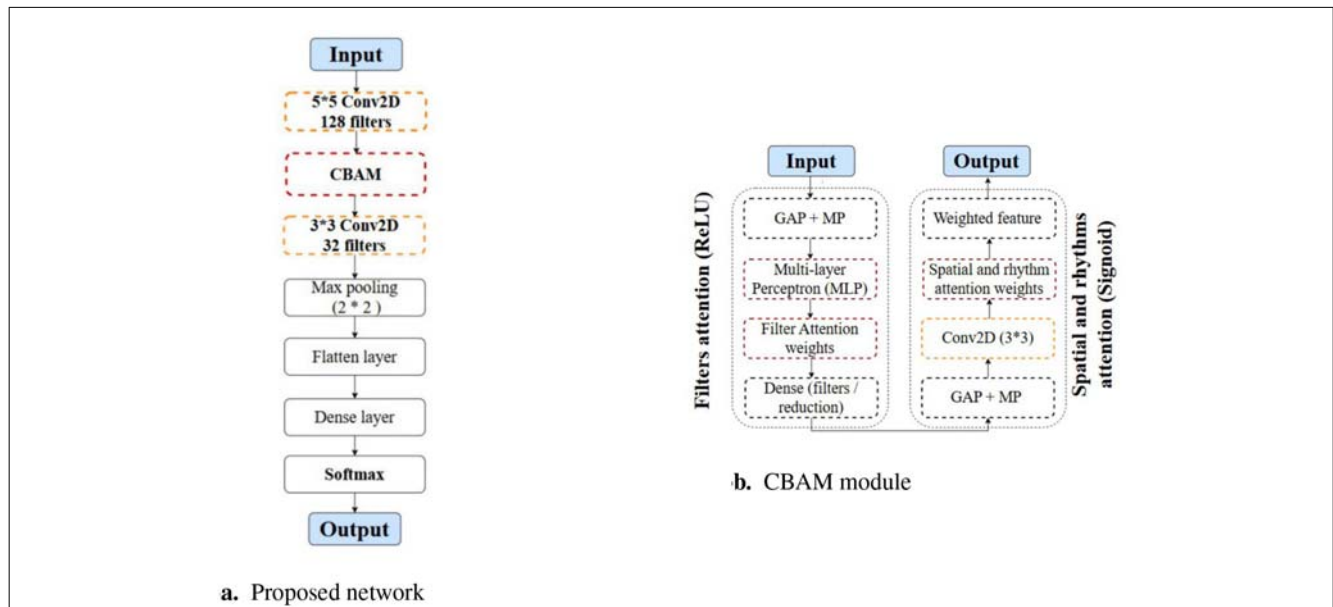 Input
5*5 Conv2D
128 filters
CBAM
3*3 Conv2D
32 filters
Max pooling
(2 * 2 )
Flatten layer
Dense layer
Softmax
Output
a. Proposed network
Filters attention (ReLU)
Input
GAP + MP
Multi-layer
Perceptron (MLP)
Filter Attention
weights
Dense (filters /
reduction)
Output
Weighted feature
Spatial and rhythm
attention weights
Conv2D (3*3)
GAP + MP
Spatial and rhythms
attention (Signoid)
b. CBAM module